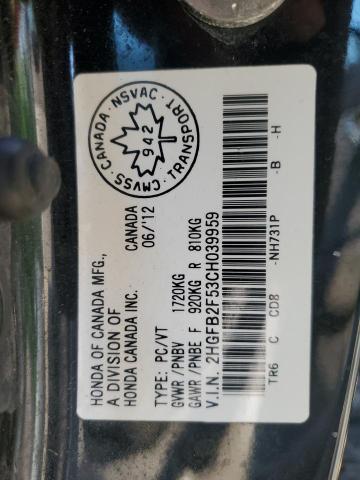 HONDA OF CANADA MFG.,
A DIVISION OF
HONDA CANADA INC.
CANADA
06/'12
CANADA · NSVAC
942
CMVSS · TRANSPORT
TYPE: PC/VT
GVWR/PNBV 1720KG
GAWR/PNBE F 920KG R 810KG
V.I.N. 2HGFB2F53CH039959
TR6 C CD8 -NH731P -B -H